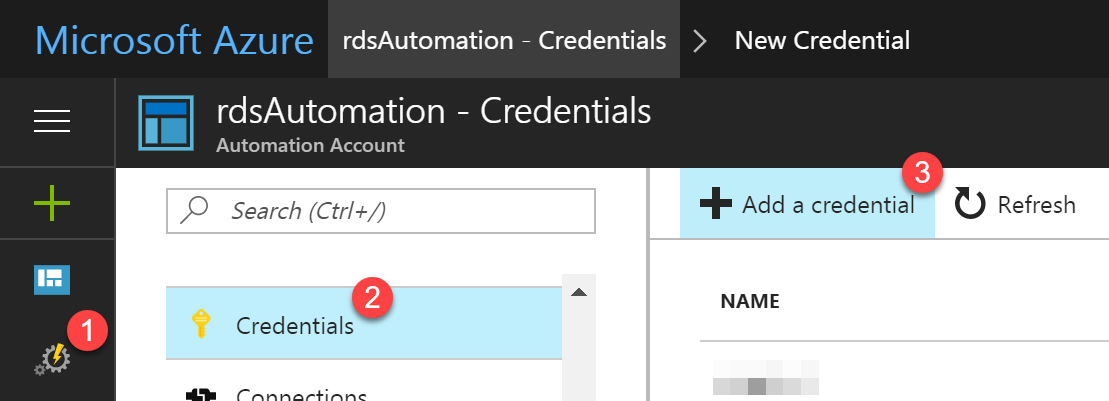 Microsoft Azure rdsAutomation - Credentials > New Credential
rdsAutomation - Credentials
Automation Account
3
Search (Ctrl+/)
Add a credential
Refresh
2
Credentials
NAME
1
Connections